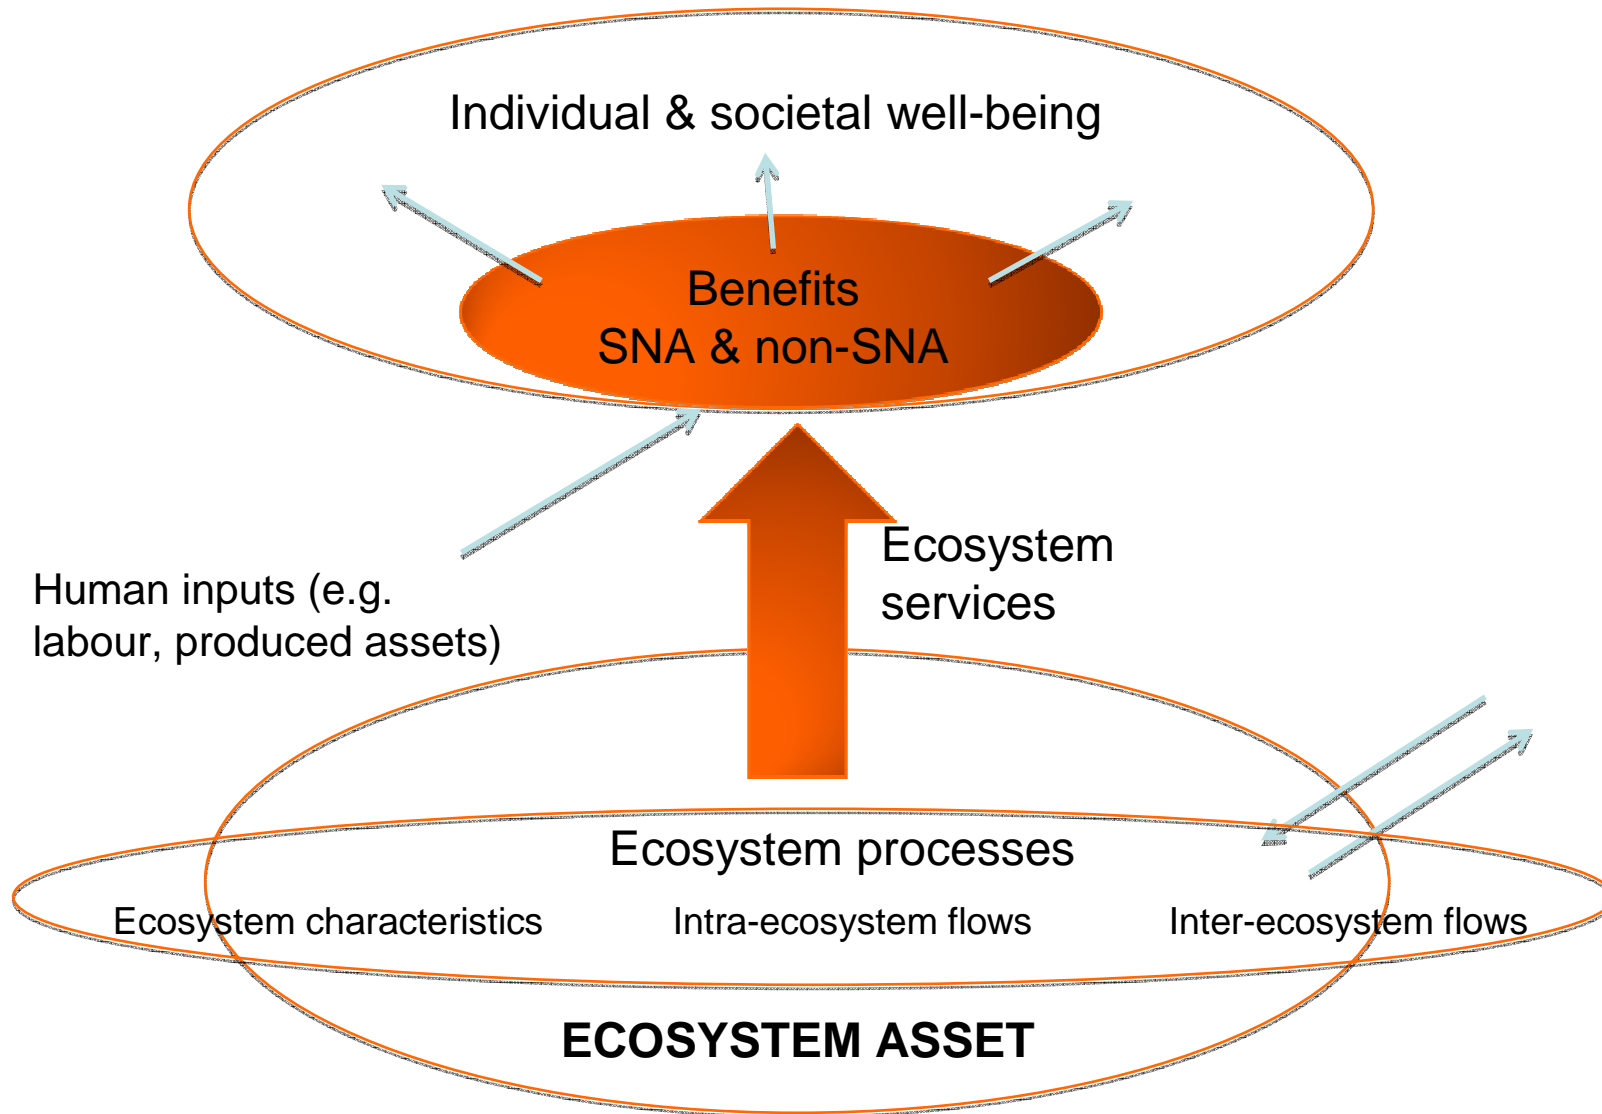 Individual & societal well-being
Benefits
SNA & non-SNA
Ecosystem
services
Human inputs (e.g.
labour, produced assets)
Ecosystem processes
Ecosystem characteristics
Intra-ecosystem flows
Inter-ecosystem flows
ECOSYSTEM ASSET